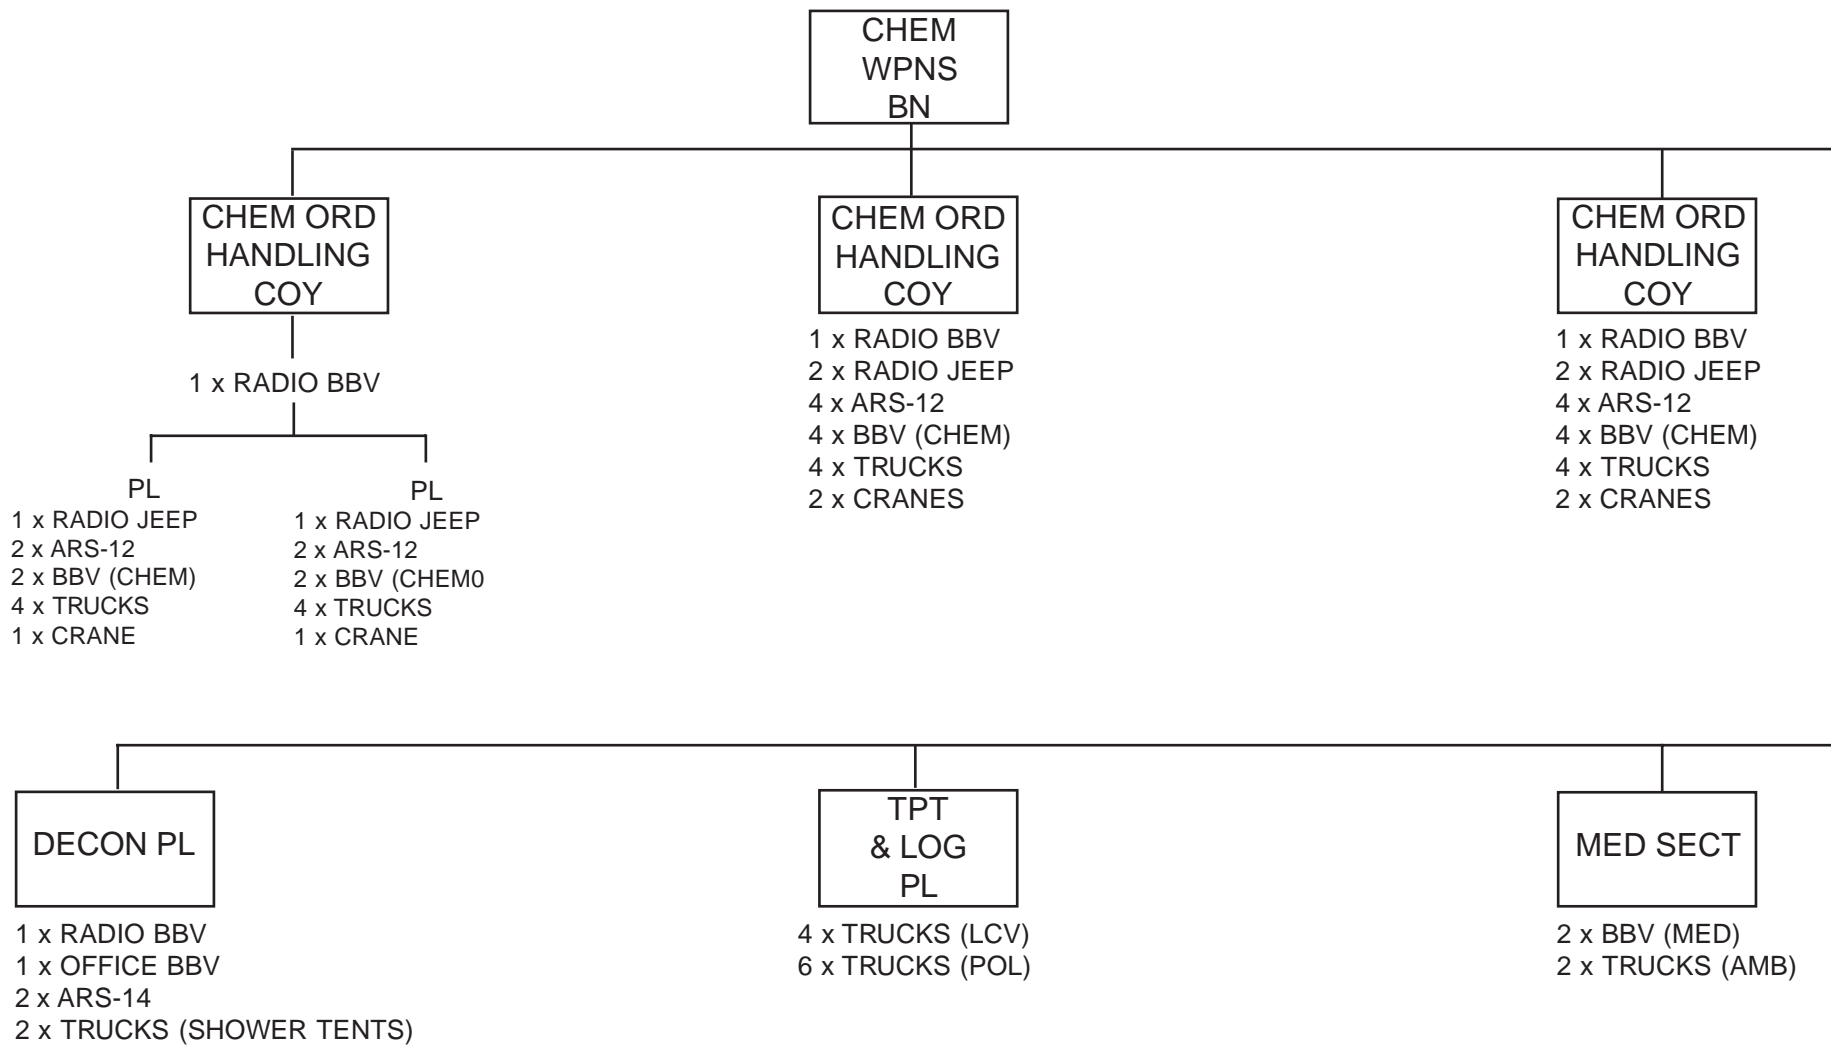 CHEM
WPNS
BN
CHEM ORD
HANDLING
COY
1 x RADIO BBV
PL
1 x RADIO JEEP
2 x ARS-12
2 x BBV (CHEM)
4 x TRUCKS
1 x CRANE
PL
1 x RADIO JEEP
2 x ARS-12
2 x BBV (CHEM0
4 x TRUCKS
1 x CRANE
CHEM ORD
HANDLING
COY
1 x RADIO BBV
2 x RADIO JEEP
4 x ARS-12
4 x BBV (CHEM)
4 x TRUCKS
2 x CRANES
CHEM ORD
HANDLING
COY
1 x RADIO BBV
2 x RADIO JEEP
4 x ARS-12
4 x BBV (CHEM)
4 x TRUCKS
2 x CRANES
DECON PL
1 x RADIO BBV
1 x OFFICE BBV
2 x ARS-14
2 x TRUCKS (SHOWER TENTS)
TPT
& LOG
PL
4 x TRUCKS (LCV)
6 x TRUCKS (POL)
MED SECT
2 x BBV (MED)
2 x TRUCKS (AMB)